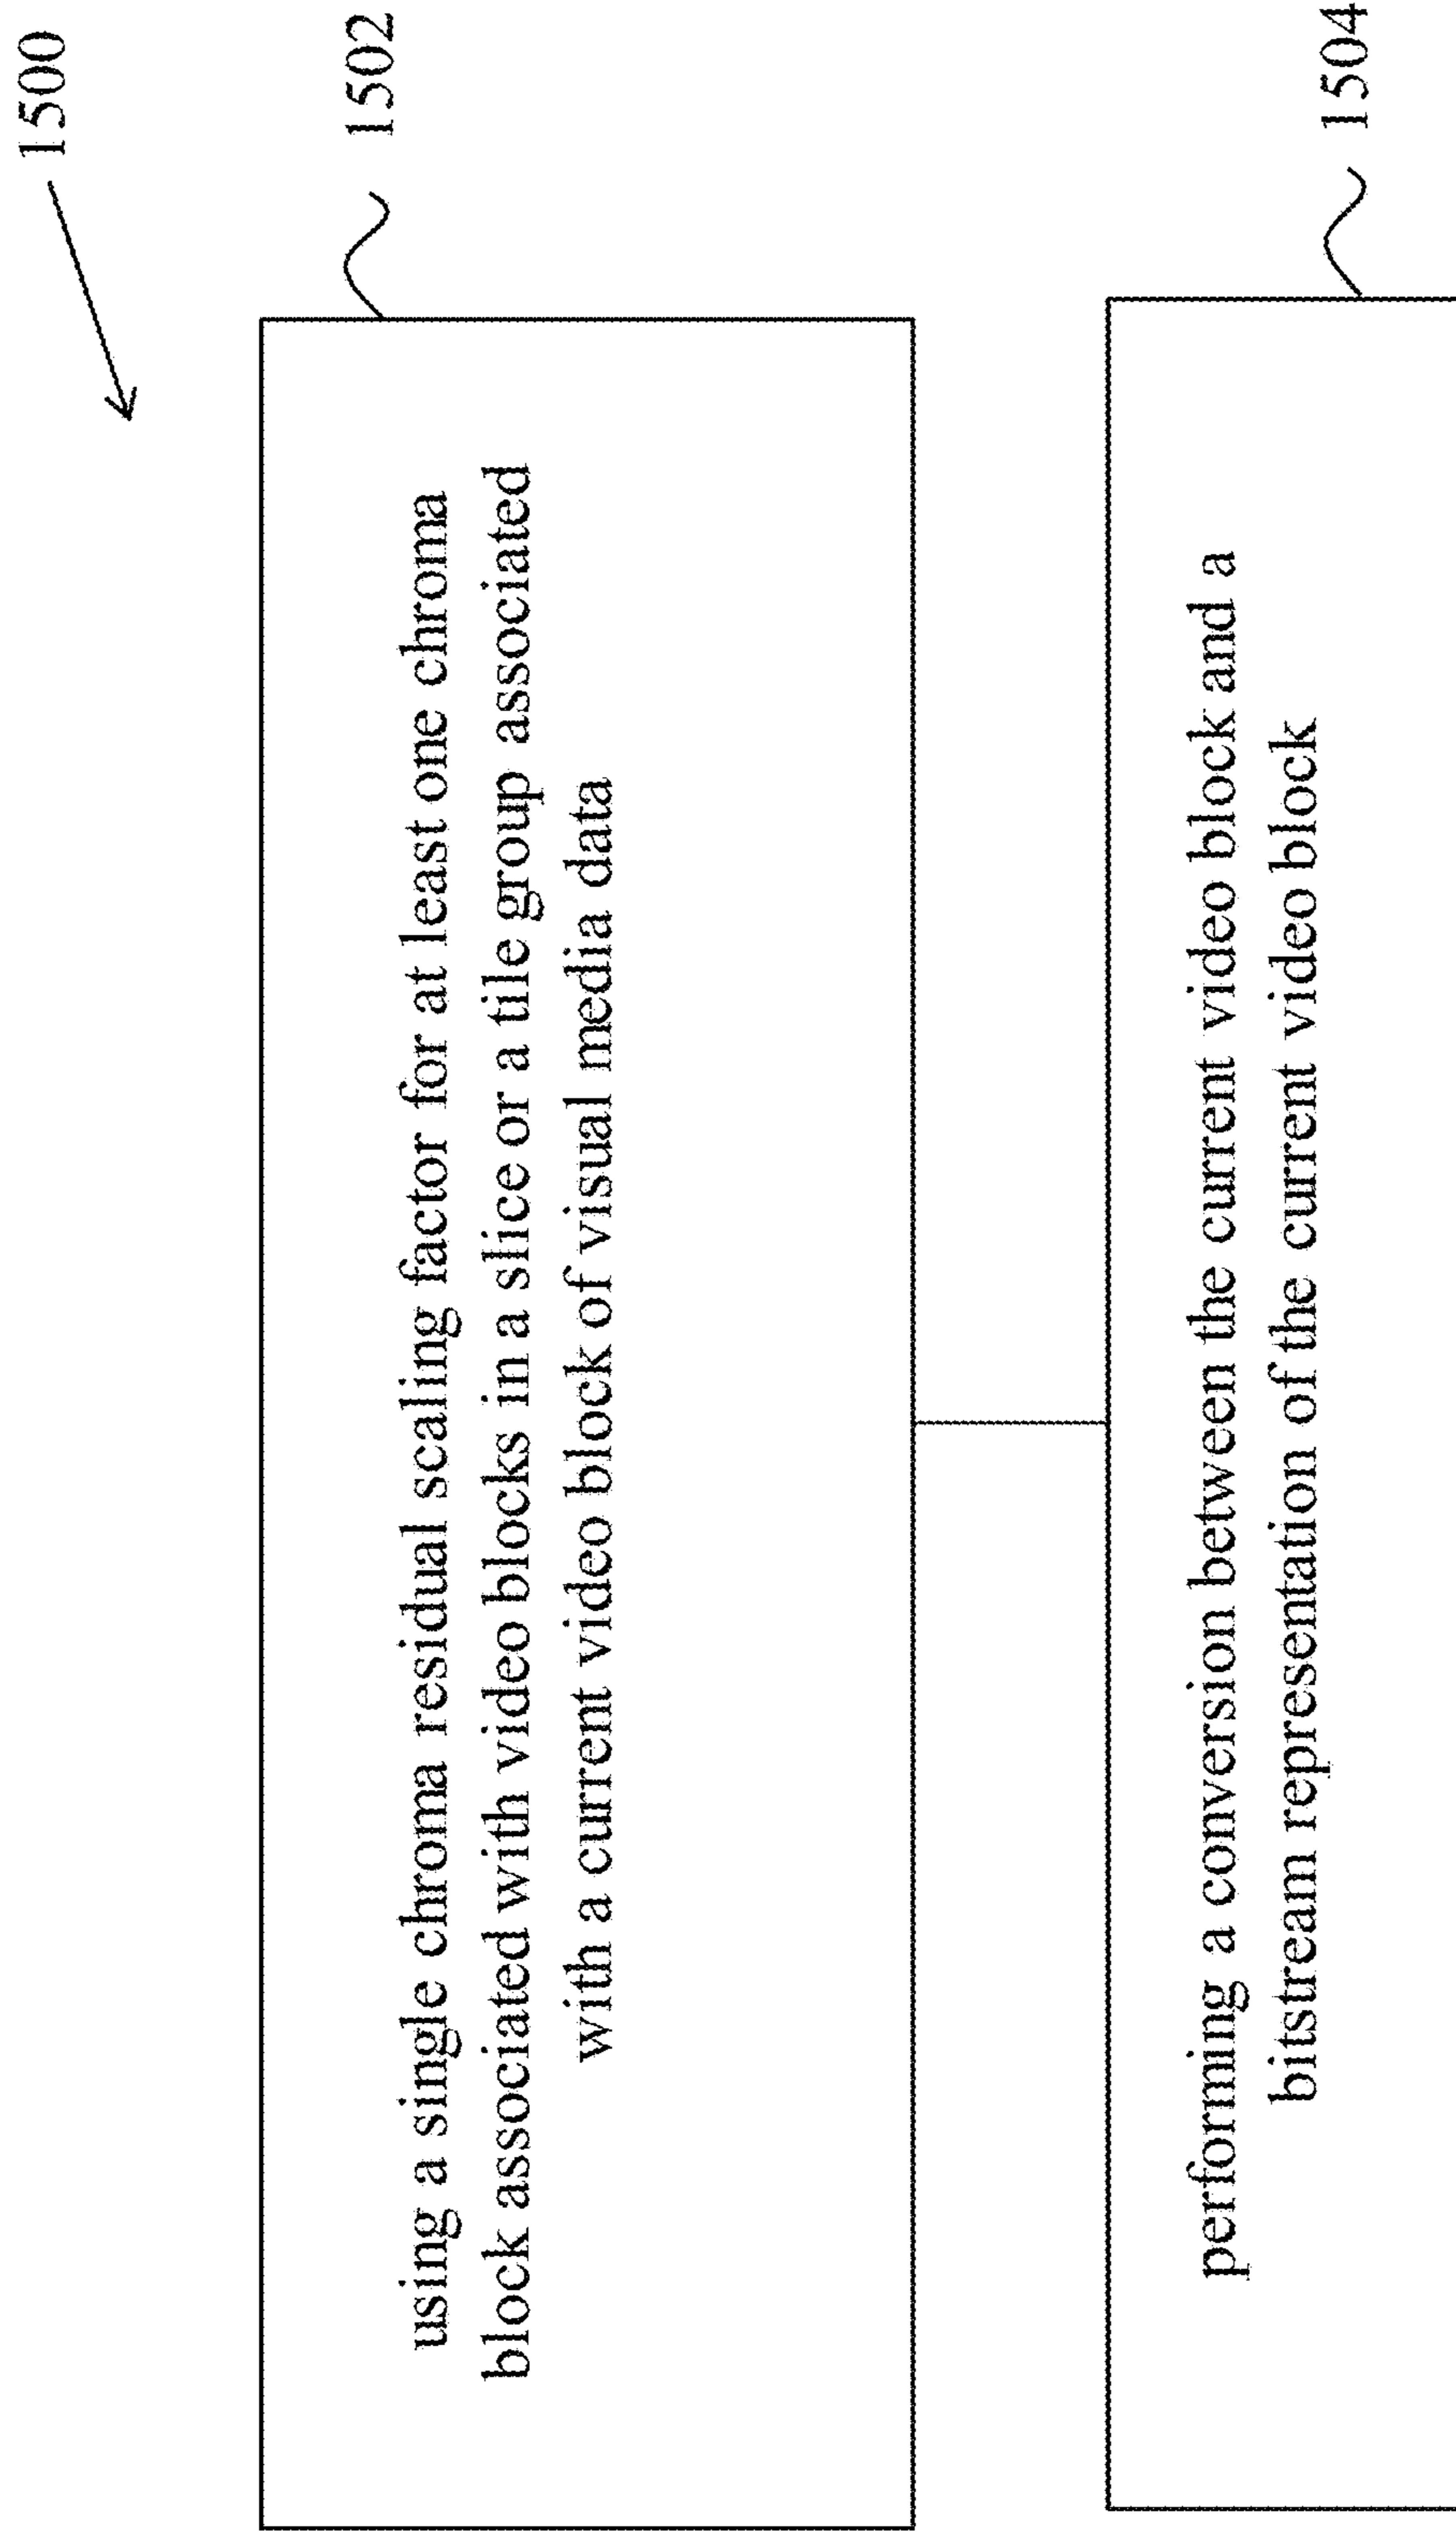 1500
1502
using a single chroma residual scaling factor for at least one chroma
block associated with video blocks in a slice or a tile group associated
with a current video block of visual media data
1504
performing a conversion between the current video block and a
bitstream representation of the current video block